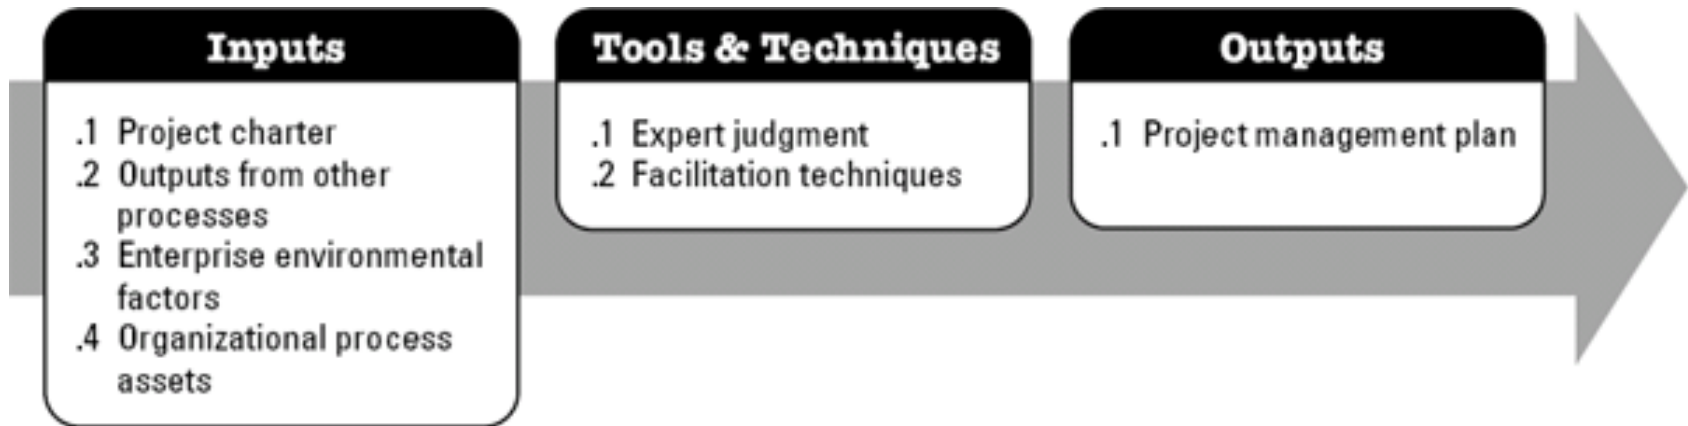 Inputs
.1 Project charter
.2 Outputs from other
processes
.3 Enterprise environmental
factors
.4 Organizational process
assets
Tools & Techniques
.1 Expert judgment
.2 Facilitation techniques
Outputs
.1 Project management plan